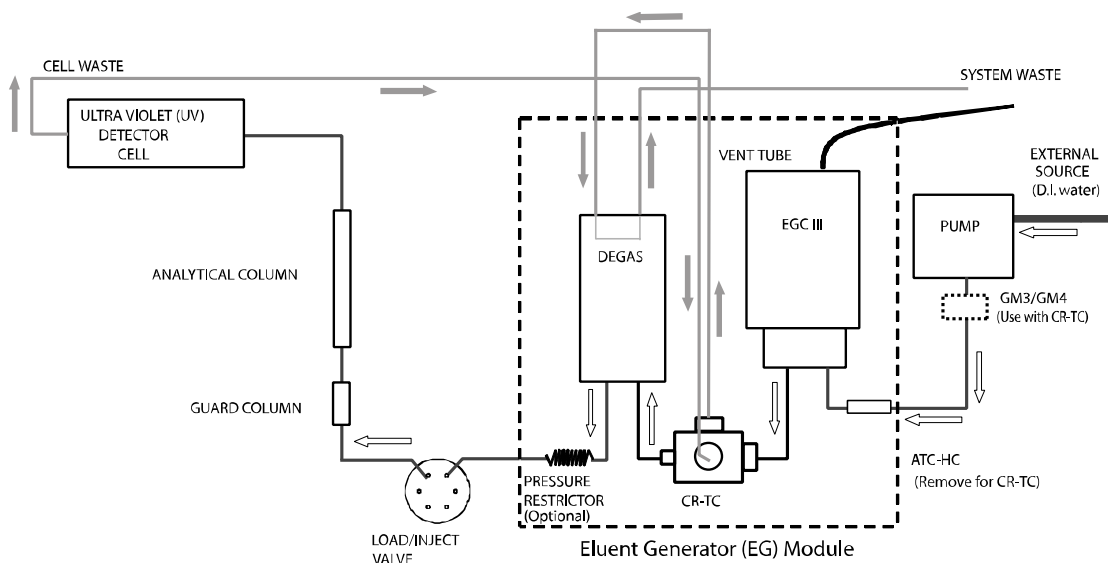 CELL WASTE
SYSTEM WASTE
ULTRA VIOLET (UV)
DETECTOR
CELL
VENT TUBE
EXTERNAL
SOURCE
(D.I. water)
EGC III
PUMP
DEGAS
ANALYTICAL COLUMN
GM3/GM4
(Use with CR-TC)
GUARD COLUMN
ATC-HC
(Remove for CR-TC)
PRESSURE
RESTRICTOR
(Optional)
CR-TC
LOAD/INJECT
VALVE
Eluent Generator (EG) Module